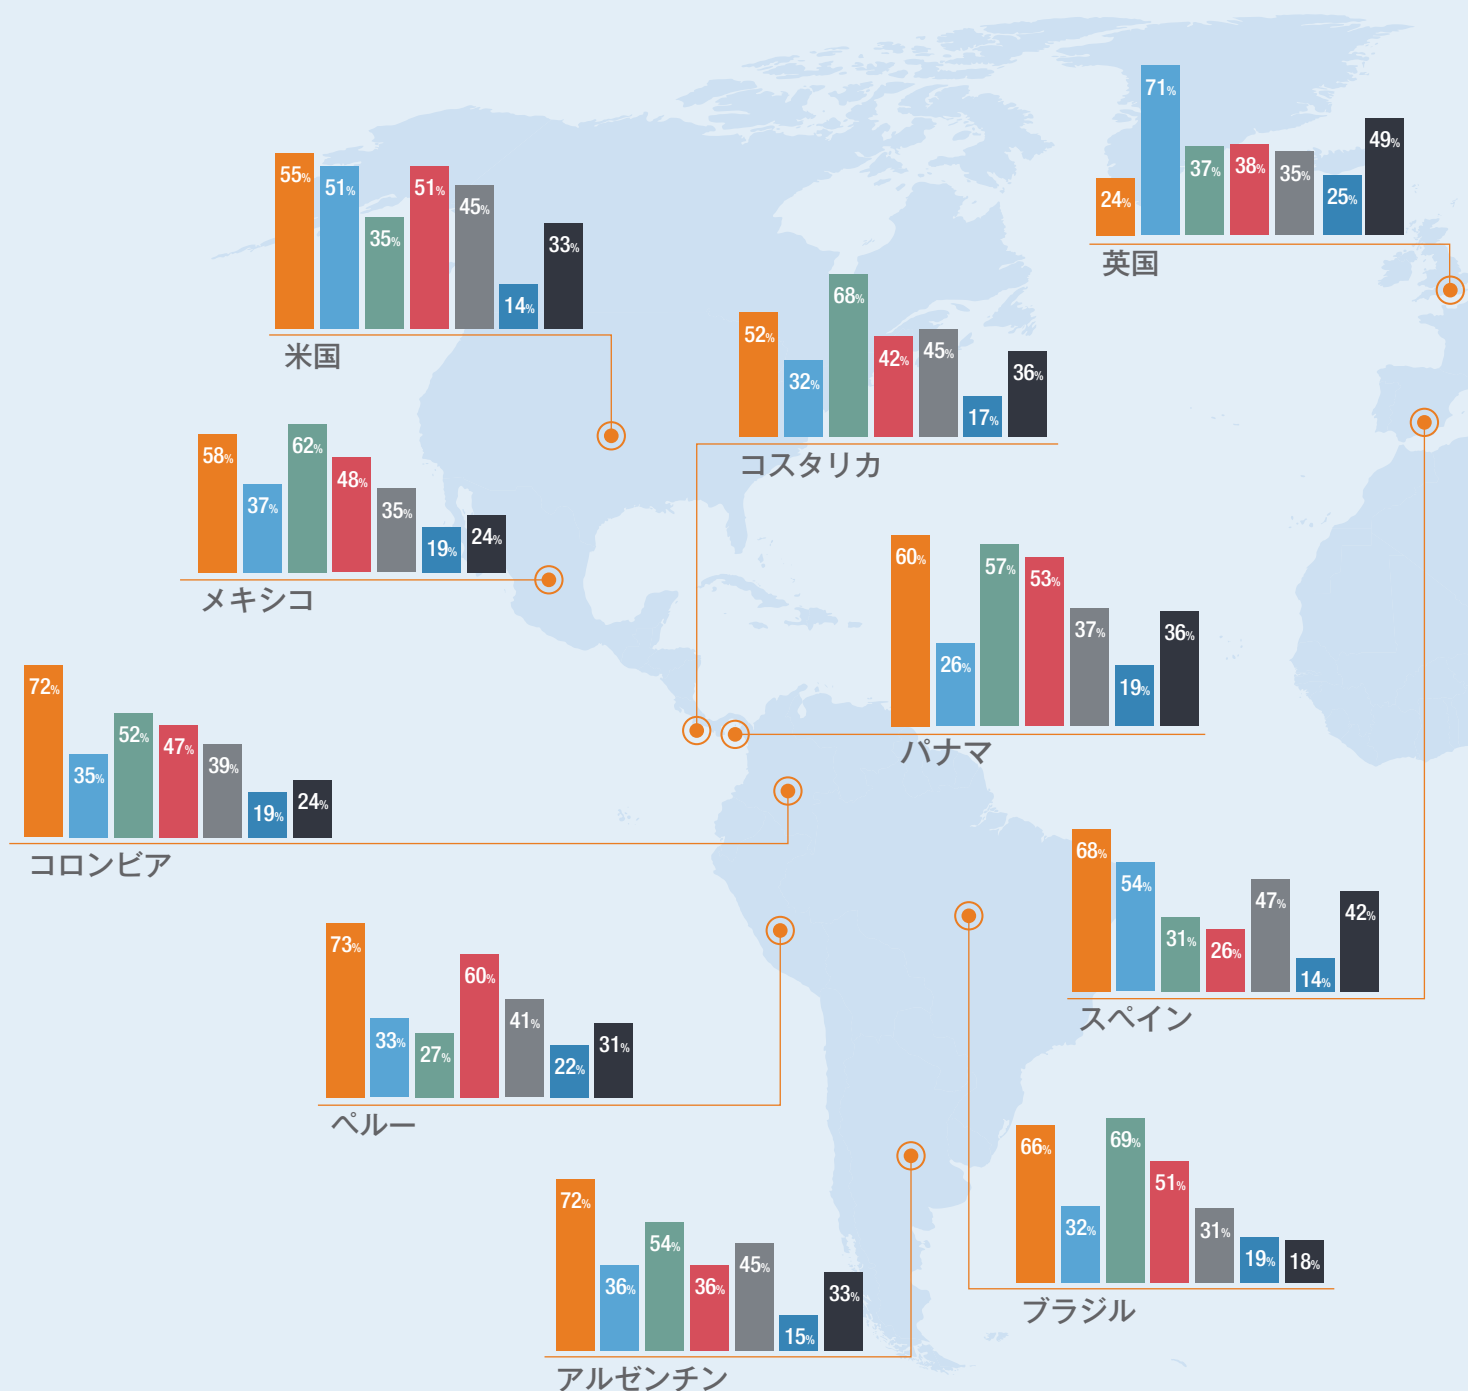 24% 71% 37% 38% 35% 25% 49%
英国
55% 51% 35% 51% 45% 14% 33%
米国
52% 32% 68% 42% 45% 17% 36%
コスタリカ
58% 37% 62% 48% 35% 19% 24%
メキシコ
60% 26% 57% 53% 37% 19% 36%
パナマ
72% 35% 52% 47% 39% 19% 24%
コロンビア
68% 54% 31% 26% 47% 14% 42%
スペイン
73% 33% 27% 60% 41% 22% 31%
ペルー
66% 32% 69% 51% 31% 19% 18%
ブラジル
72% 36% 54% 36% 45% 15% 33%
アルゼンチン